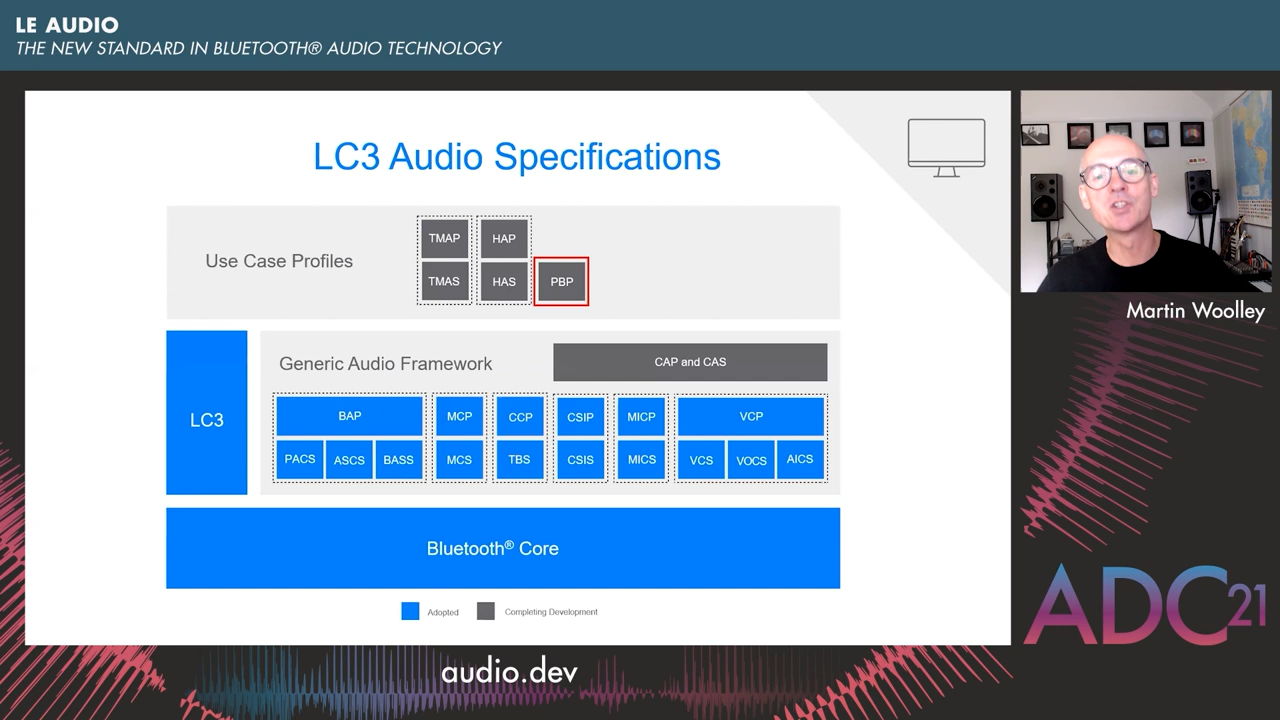 LE AUDIO
THE NEW STANDARD IN BLUETOOTH® AUDIO TECHNOLOGY
LC3 Audio Specifications
Use Case Profiles
TMAP
HAP
TMAS
HAS
PBP
LC3
Generic Audio Framework
CAP and CAS
BAP
MCP
CCP
CSIP
MICP
VCP
PACS
ASCS
BASS
MCS
TBS
CSIS
MICS
VCS
VOCS
AICS
Bluetooth® Core
Adopted
Completing Development
Martin Woolley
ADC21
audio.dev